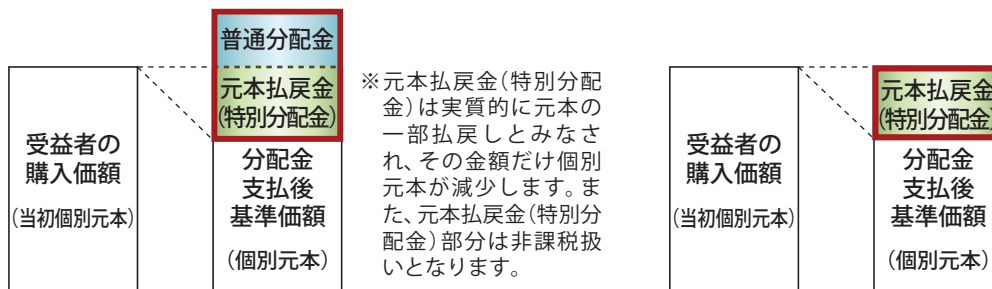 普通分配金
元本払戻金
(特別分配金)
受益者の
購入価額
(当初個別元本)
分配金
支払後
基準価額
(個別元本)
※元本払戻金(特別分配
金)は実質的に元本の
一部払戻しとみなさ
れ、その金額だけ個別
元本が減少します。ま
た、元本払戻金(特別分
配金)部分は非課税扱
いとなります。
受益者の
購入価額
(当初個別元本)
元本払戻金
(特別分配金)
分配金
支払後
基準価額
(個別元本)